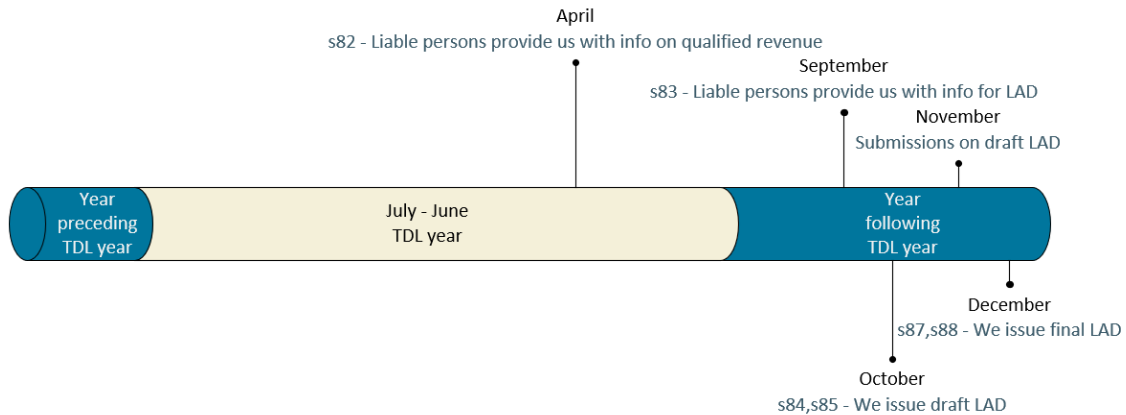 April
s82 - Liable persons provide us with info on qualified revenue
September
s83 - Liable persons provide us with info for LAD
November
Submissions on draft LAD
Year
preceding
TDL year
July - June
TDL year
Year
following
TDL year
December
s87,s88 - We issue final LAD
October
s84,s85 - We issue draft LAD